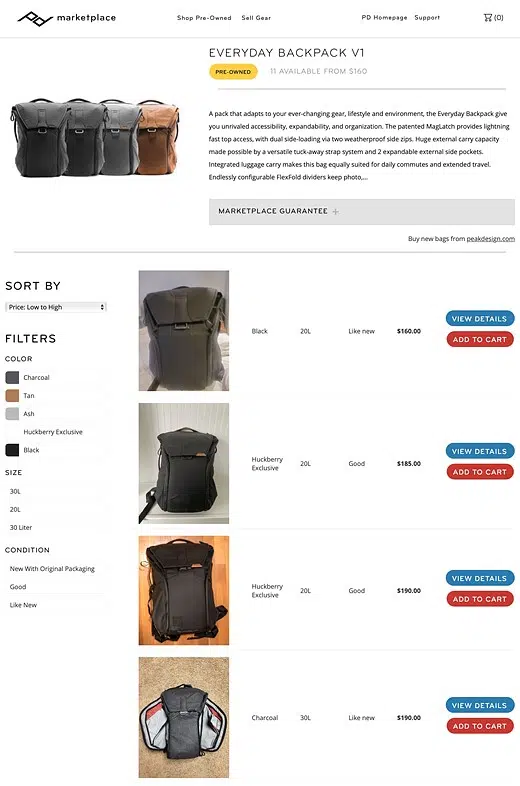 marketplace
Shop Pre-Owned
Sell Gear
PD Homepage
Support
(0)
EVERYDAY BACKPACK V1
PRE-OWNED
11 AVAILABLE FROM $160
A pack that adapts to your ever-changing gear, lifestyle and environment, the Everyday Backpack give
you unrivaled accessibility, expandability, and organization. The patented MagLatch provides lightning
fast top access, with dual side-loading via two weatherproof side zips. Huge external carry capacity
made possible by a versatile tuck-away strap system and 2 expandable external side pockets.
Integrated luggage carry makes this bag equally suited for daily commutes and extended travel.
Endlessly configurable FlexFold dividers keep photo,...
MARKETPLACE GUARANTEE +
Buy new bags from peakdesign.com
SORT BY
Price: Low to High
FILTERS
COLOR
Charcoal
Tan
Ash
Huckberry Exclusive
Black
SIZE
30L
20L
30 Liter
CONDITION
New With Original Packaging
Good
Like New
Black 20L Like new $160.00
VIEW DETAILS
ADD TO CART
Huckberry
Exclusive
20L Good $185.00
VIEW DETAILS
ADD TO CART
Huckberry
Exclusive
20L Good $190.00
VIEW DETAILS
ADD TO CART
Charcoal 30L Like new $190.00
VIEW DETAILS
ADD TO CART